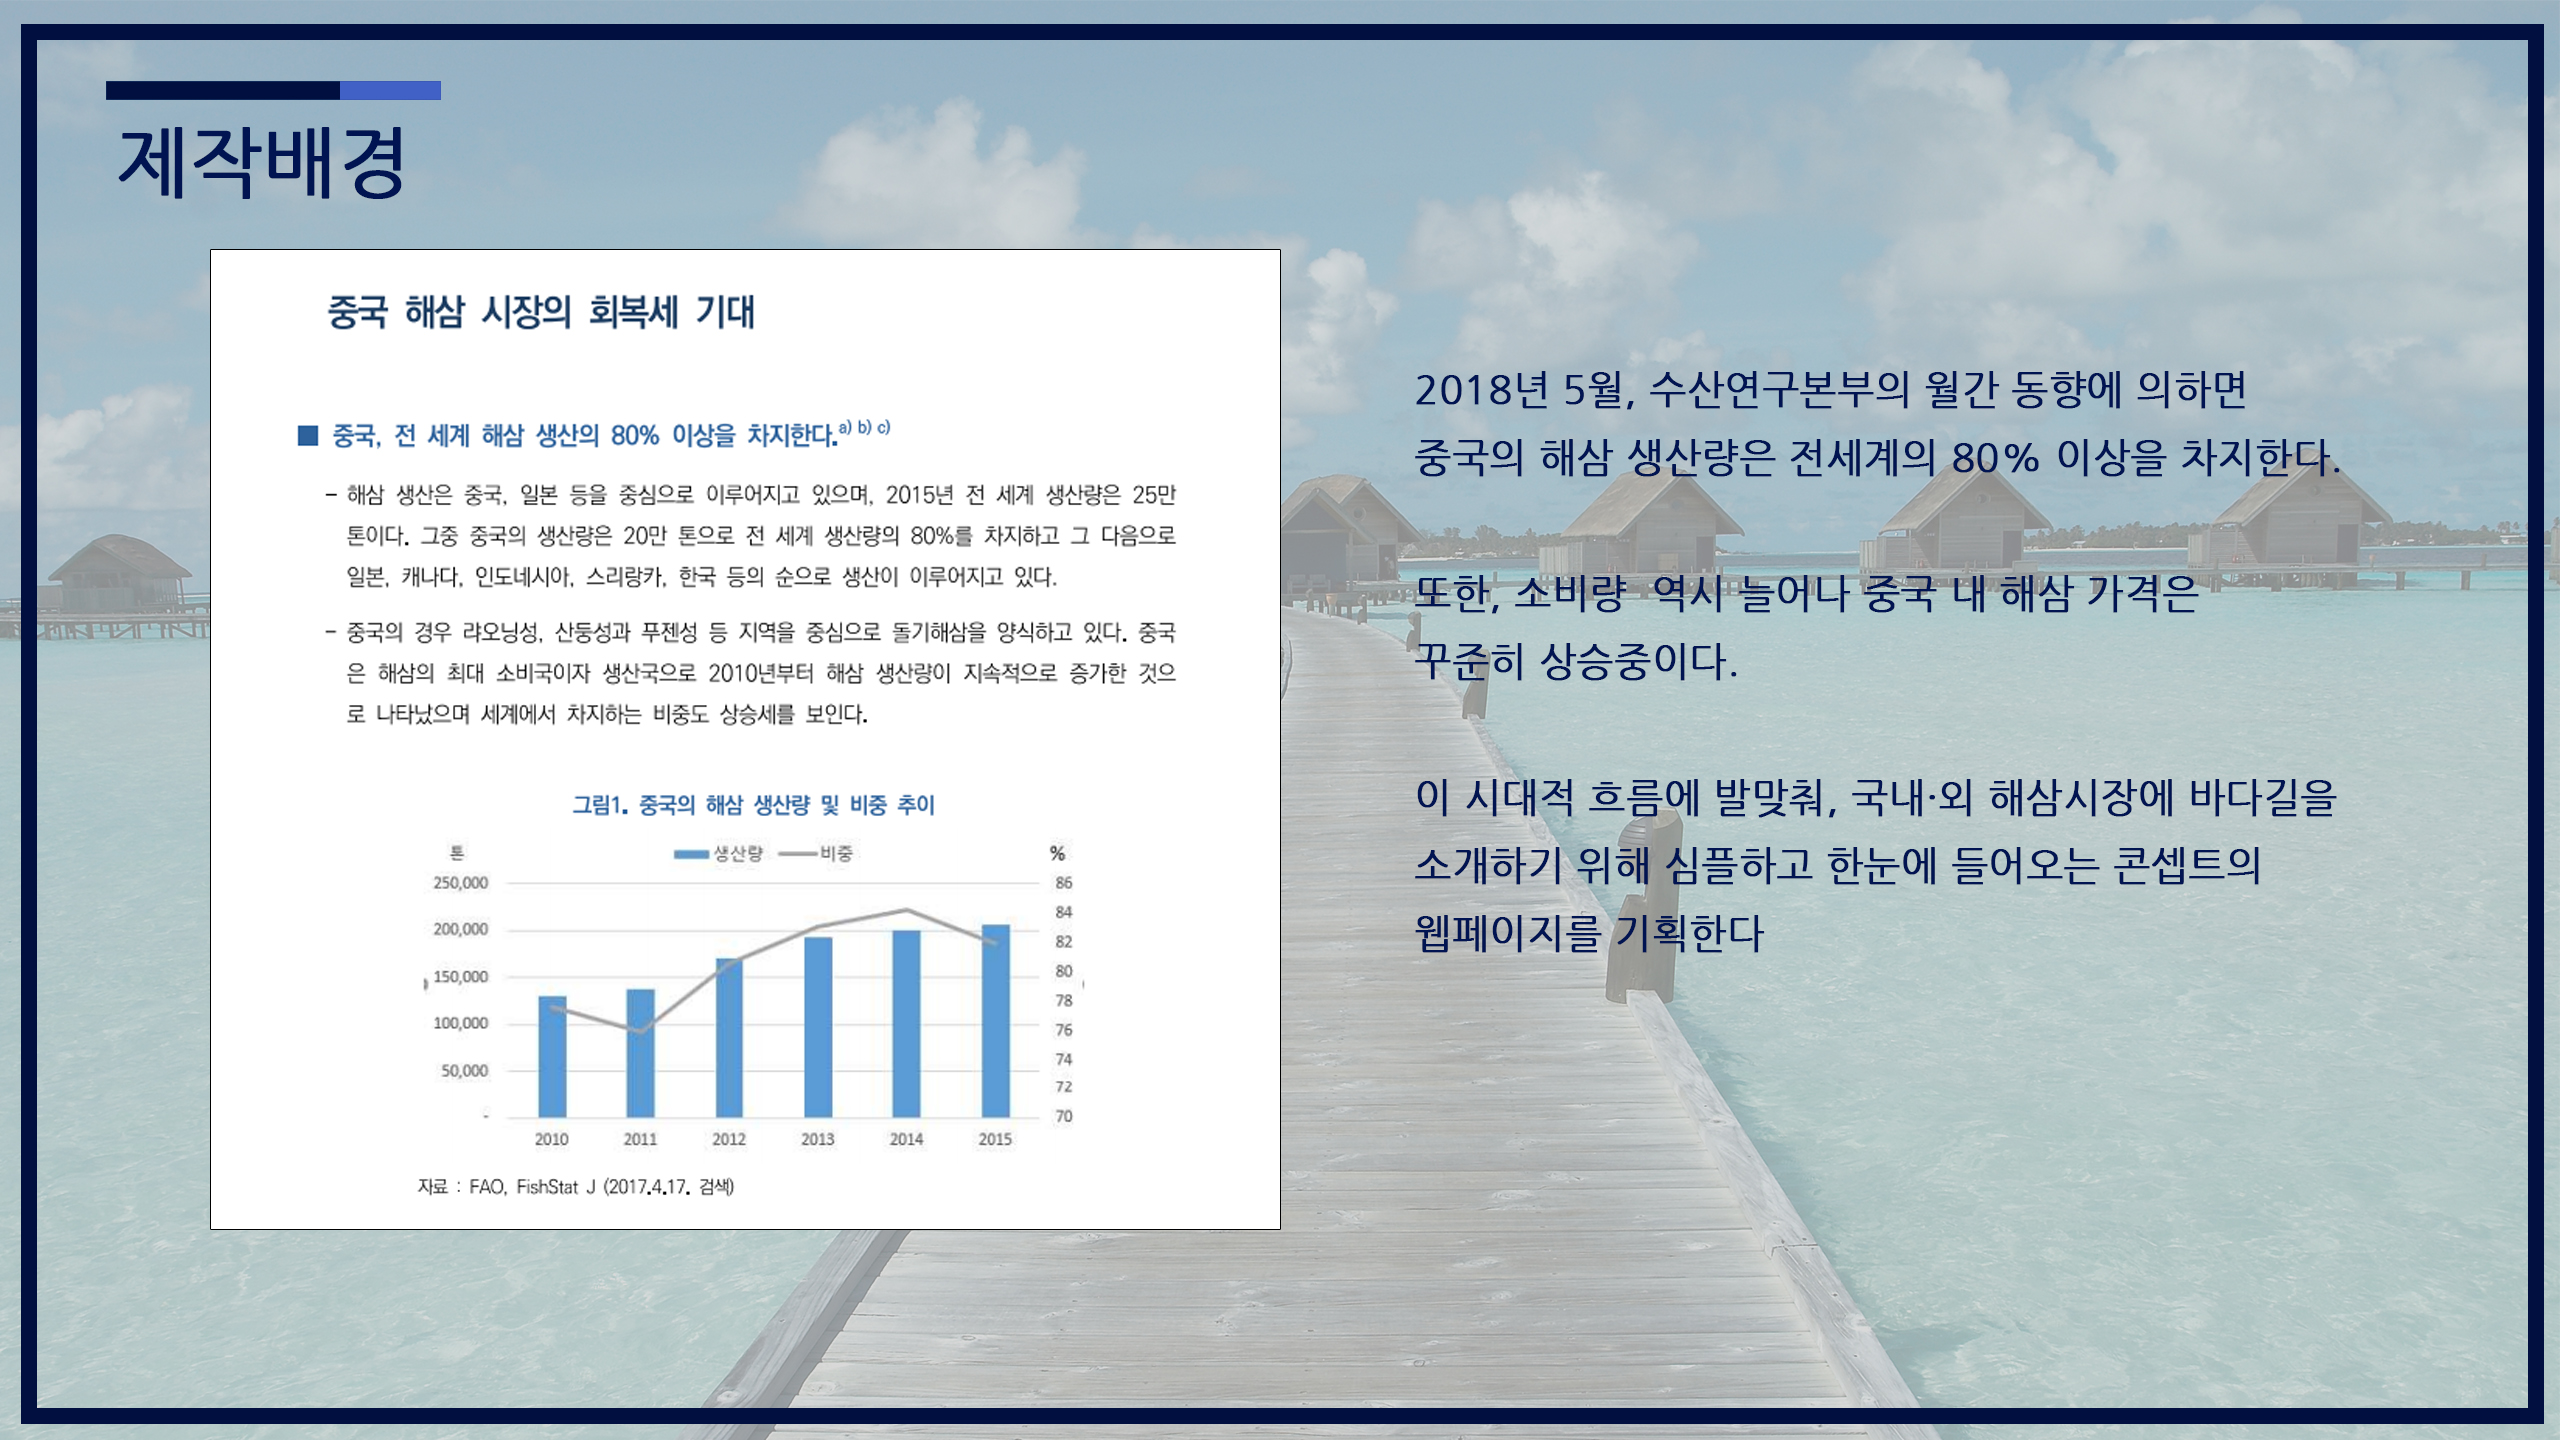 제작배경
중국 해삼 시장의 회복세 기대
■ 중국, 전 세계 해삼 생산의 80% 이상을 차지한다.a) b) c)
– 해삼 생산은 중국, 일본 등을 중심으로 이루어지고 있으며, 2015년 전 세계 생산량은 25만
톤이다. 그중 중국의 생산량은 20만 톤으로 전 세계 생산량의 80%를 차지하고 그 다음으로
일본, 캐나다, 인도네시아, 스리랑카, 한국 등의 순으로 생산이 이루어지고 있다.
– 중국의 경우 랴오닝성, 산둥성과 푸젠성 등 지역을 중심으로 돌기해삼을 양식하고 있다. 중국
은 해삼의 최대 소비국이자 생산국으로 2010년부터 해삼 생산량이 지속적으로 증가한 것으
로 나타났으며 세계에서 차지하는 비중도 상승세를 보인다.
그림1. 중국의 해삼 생산량 및 비중 추이
톤 생산량 비중 %
250,000 86
84
200,000
82
150,000 80
78
100,000 76
74
50,000
72
- 70
2010 2011 2012 2013 2014 2015
자료 : FAO, FishStat J (2017.4.17. 검색)
2018년 5월, 수산연구본부의 월간 동향에 의하면
중국의 해삼 생산량은 전세계의 80% 이상을 차지한다.
또한, 소비량 역시 늘어나 중국 내 해삼 가격은
꾸준히 상승중이다.
이 시대적 흐름에 발맞춰, 국내·외 해삼시장에 바다길을
소개하기 위해 심플하고 한눈에 들어오는 콘셉트의
웹페이지를 기획한다